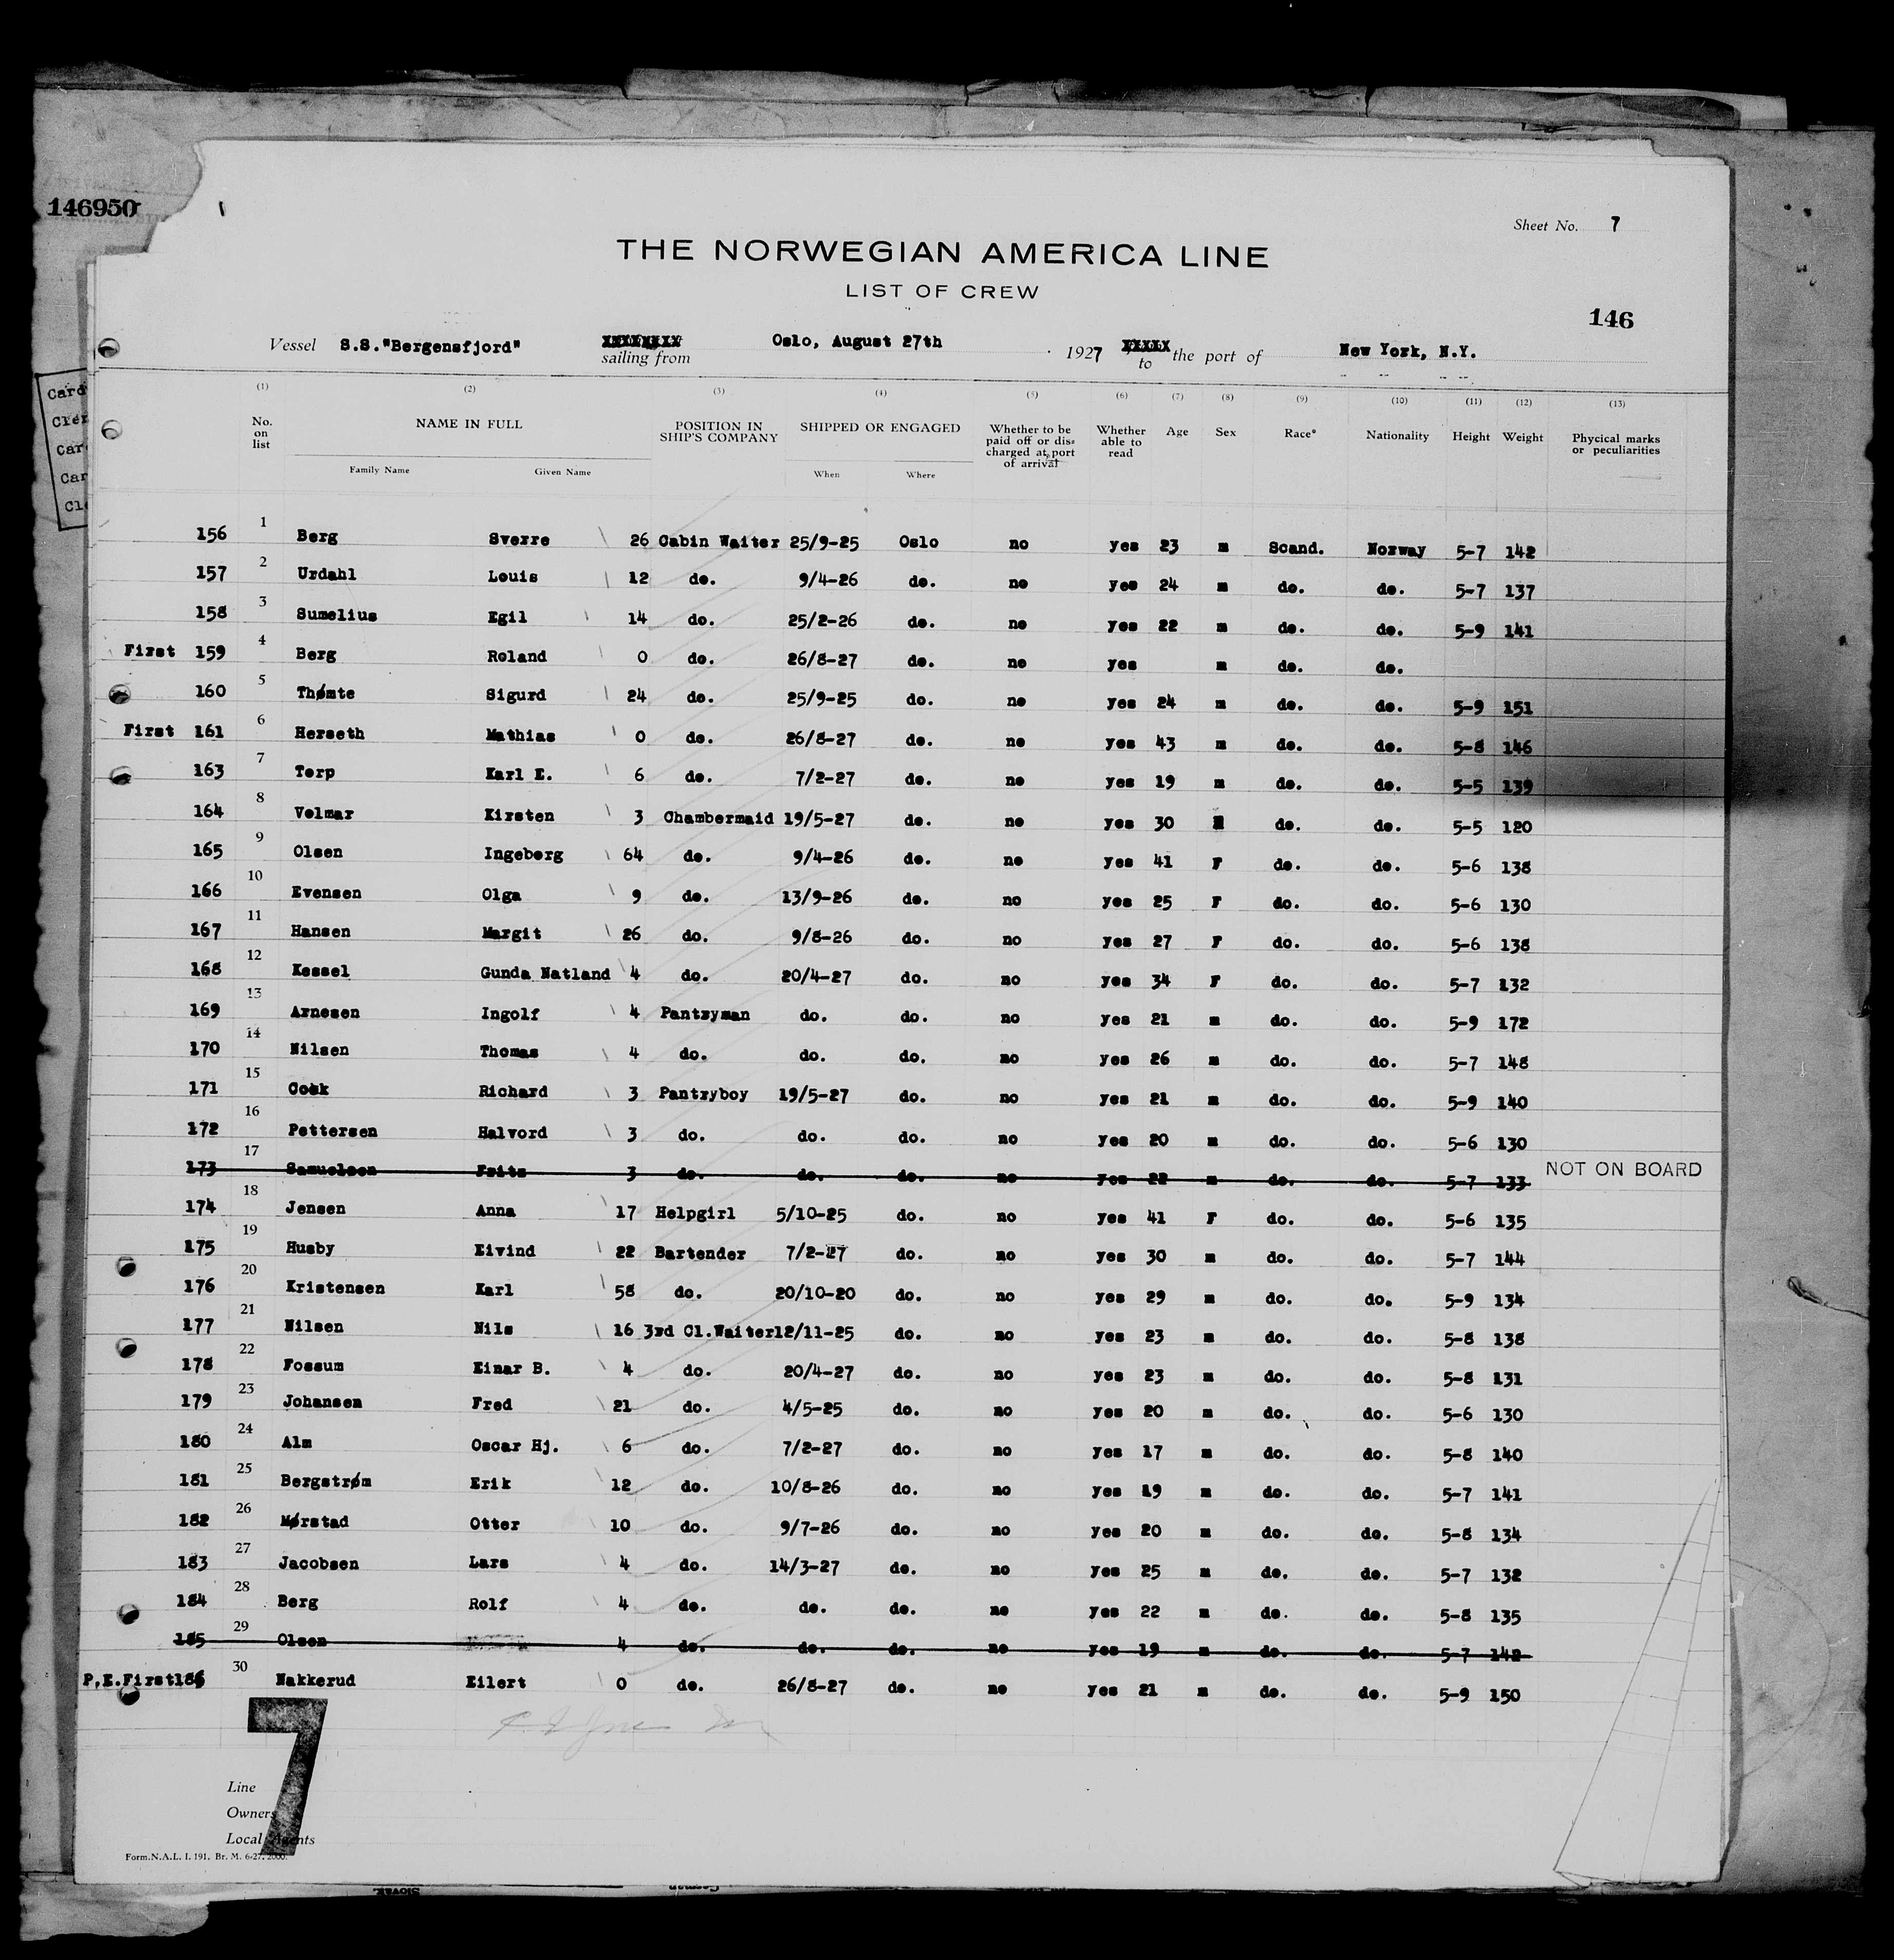 146950
Sheet No. 7
THE NORWEGIAN AMERICA LINE
LIST OF CREW
146
Vessel S.S."Bergensfjord" sailing from Oslo, August 27th 1927 to the port of New York, N.Y.
Card
Cler
Car
Car
Cl
(1) (2) (3) (4) (5) (6) (7) (8) (9) (10) (11) (12) (13)
No. on list NAME IN FULL POSITION IN SHIP'S COMPANY SHIPPED OR ENGAGED Whether to be paid off or discharged at port of arrival Whether able to read Age Sex Race* Nationality Height Weight Phycical marks or peculiarities
Family Name Given Name When Where
156 1 Berg Sverre 26 Cabin Waiter 25/9-25 Oslo no yes 23 m Scand. Norway 5-7 142
157 2 Urdahl Louis 12 do. 9/4-26 do. no yes 24 m do. do. 5-7 137
158 3 Sumelius Egil 14 do. 25/2-26 do. no yes 22 m do. do. 5-9 141
First 159 4 Berg Roland 0 do. 26/8-27 do. no yes m do. do.
160 5 Thømte Sigurd 24 do. 25/9-25 do. no yes 24 m do. do. 5-9 151
First 161 6 Herseth Mathias 0 do. 26/8-27 do. no yes 43 m do. do. 5-8 146
163 7 Torp Karl E. 6 do. 7/2-27 do. no yes 19 m do. do. 5-5 139
164 8 Volmar Kirsten 3 Chambermaid 19/5-27 do. no yes 30 do. do. 5-5 120
165 9 Olsen Ingeborg 64 do. 9/4-26 do. no yes 41 F do. do. 5-6 138
166 10 Evensen Olga 9 do. 13/9-26 do. no yes 25 F do. do. 5-6 130
167 11 Hansen Margit 26 do. 9/8-26 do. no yes 27 F do. do. 5-6 138
168 12 Kessel Gunda Natland 4 do. 20/4-27 do. no yes 34 F do. do. 5-7 132
169 13 Arnesen Ingolf 4 Pantryman do. do. no yes 21 m do. do. 5-9 172
170 14 Nilsen Thomas 4 do. do. do. no yes 26 m do. do. 5-7 148
171 15 Cook Richard 3 Pantryboy 19/5-27 do. no yes 21 m do. do. 5-9 140
172 16 Pettersen Halvord 3 do. do. do. no yes 20 m do. do. 5-6 130
173 17 Samuelsen Frits 3 do. do. do. no yes 22 m do. do. 5-7 133 NOT ON BOARD
174 18 Jensen Anna 17 Helpgirl 5/10-25 do. no yes 41 F do. do. 5-6 135
175 19 Husby Eivind 22 Bartender 7/2-27 do. no yes 30 m do. do. 5-7 144
176 20 Kristensen Karl 58 do. 20/10-20 do. no yes 29 m do. do. 5-9 134
177 21 Nilsen Nils 16 3rd Cl.Waiter 12/11-25 do. no yes 23 m do. do. 5-8 138
178 22 Fossum Einar B. 4 do. 20/4-27 do. no yes 23 m do. do. 5-8 131
179 23 Johansen Fred 21 do. 4/5-25 do. no yes 20 m do. do. 5-6 130
180 24 Alm Oscar Hj. 6 do. 7/2-27 do. no yes 17 m do. do. 5-8 140
181 25 Bergstrøm Erik 12 do. 10/8-26 do. no yes 19 m do. do. 5-7 141
182 26 Mørstad Otter 10 do. 9/7-26 do. no yes 20 m do. do. 5-8 134
183 27 Jacobsen Lars 4 do. 14/3-27 do. no yes 25 m do. do. 5-7 132
184 28 Berg Rolf 4 do. do. do. no yes 22 m do. do. 5-8 135
185 29 Olsen 4 do. do. do. no yes 19 m do. do. 5-7 142
P.E.First 186 30 Nakkerud Eilert 0 do. 26/8-27 do. no yes 21 m do. do. 5-9 150
7
Line
Owners
Local Agents
Form.N.A.L. I. 191. Br. M. 6-27. 2000.